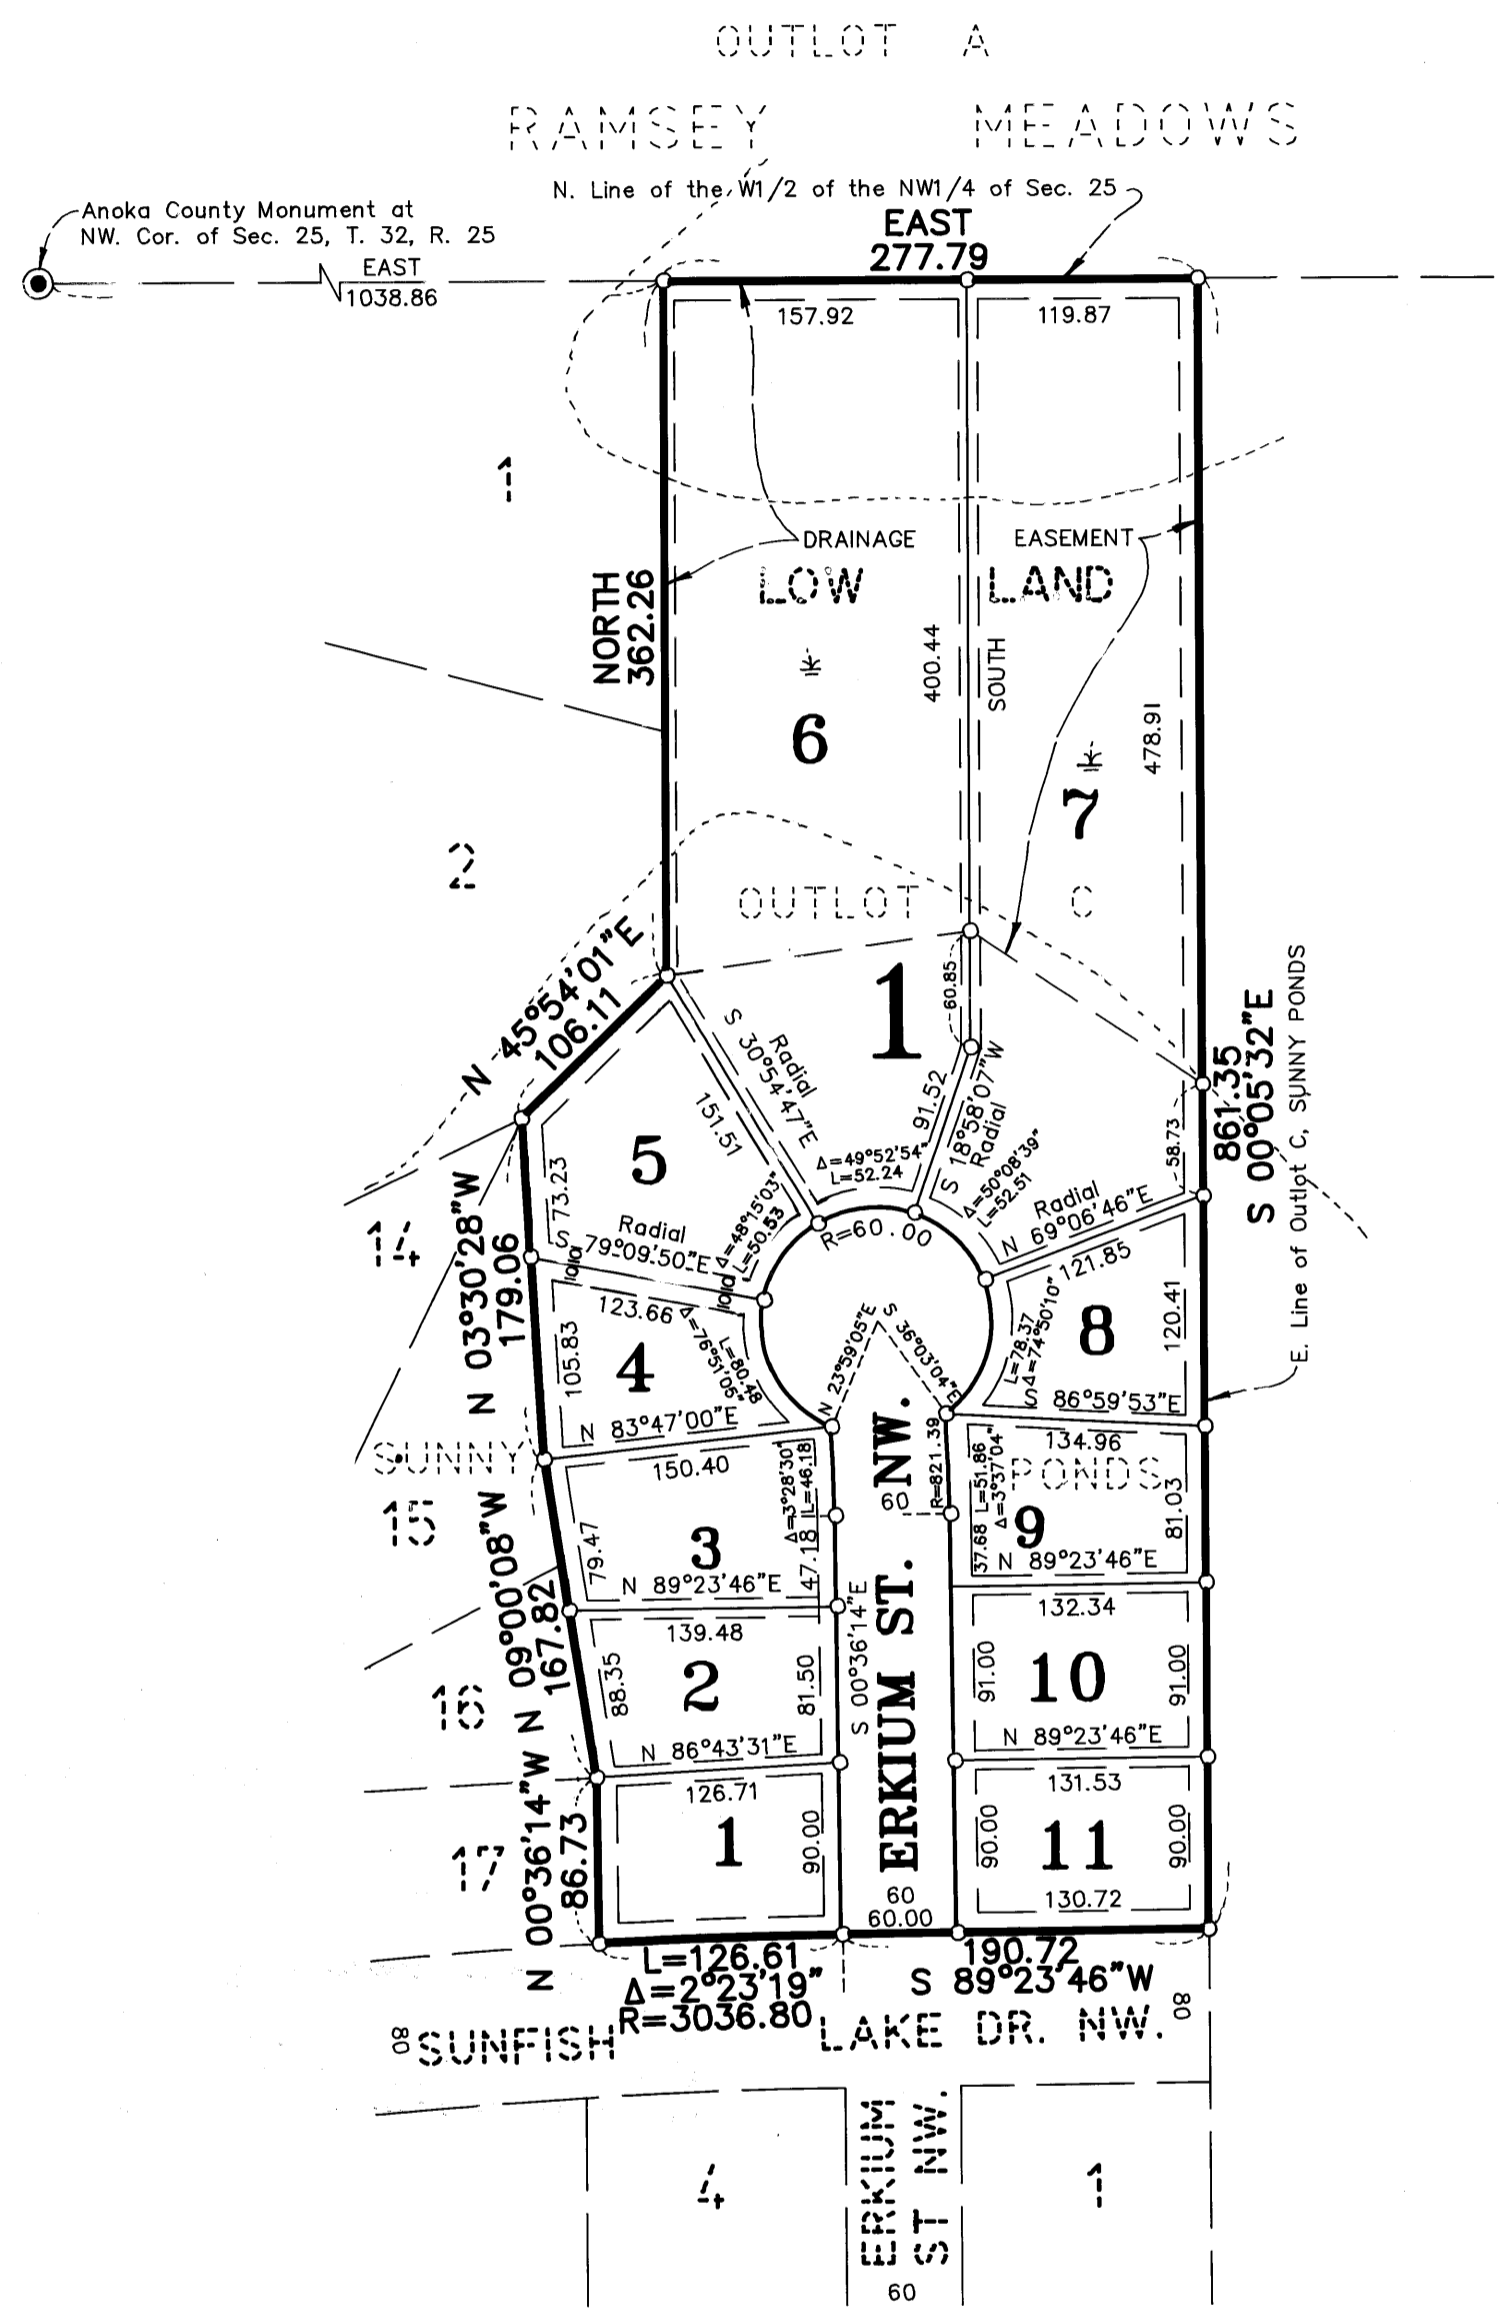 OUTLOT A
RAMSEY MEADOWS
N. Line of the W1/2 of the NW1/4 of Sec. 25
Anoka County Monument at
NW. Cor. of Sec. 25, T. 32, R. 25
EAST
1038.86
EAST
277.79
157.92
119.87
1
DRAINAGE
EASEMENT
LOW LAND
NORTH
362.26
400.44
SOUTH
478.91
6
7
2
OUTLOT C
N 45°54'01"E
106.11
60.85
1
S 30°54'47"E
Radial
151.51
91.52
S 18°58'07"W
Radial
Δ=49°52'54"
L=52.24
Δ=50°08'39"
L=52.51
58.73
861.35
S 00°05'32"E
E. Line of Outlot C, SUNNY PONDS
5
73.23
Radial
S 79°09'50"E
Δ=48°15'03"
L=50.53
R=60.00
Radial
N 69°06'46"E
121.85
14
N 03°30'28"W
179.06
10 10
10 10
123.66
Δ=76°51'05"
L=80.48
105.83
4
N 83°47'00"E
N 23°59'05"E
S 36°03'04"E
L=78.37
Δ=74°50'10"
8
120.41
S 86°59'53"E
SUNNY PONDS
15
150.40
Δ=3°28'30"
L=46.18
R=821.39
60
134.96
L=51.86
Δ=3°37'04"
37.68
9
81.03
79.47
3
47.18
N 89°23'46"E
N 89°23'46"E
N 09°00'08"W
167.82
139.48
132.34
16
88.35
2
81.50
S 00°36'14"E
ERKIUM ST. NW.
91.00
10
91.00
N 86°43'31"E
N 89°23'46"E
N 00°36'14"W
86.73
126.71
131.53
17
1
90.00
90.00
11
90.00
60
60.00
130.72
L=126.61
Δ=2°23'19"
R=3036.80
190.72
S 89°23'46"W
80
80
SUNFISH LAKE DR. NW.
4
ERKIUM
ST NW.
1
60